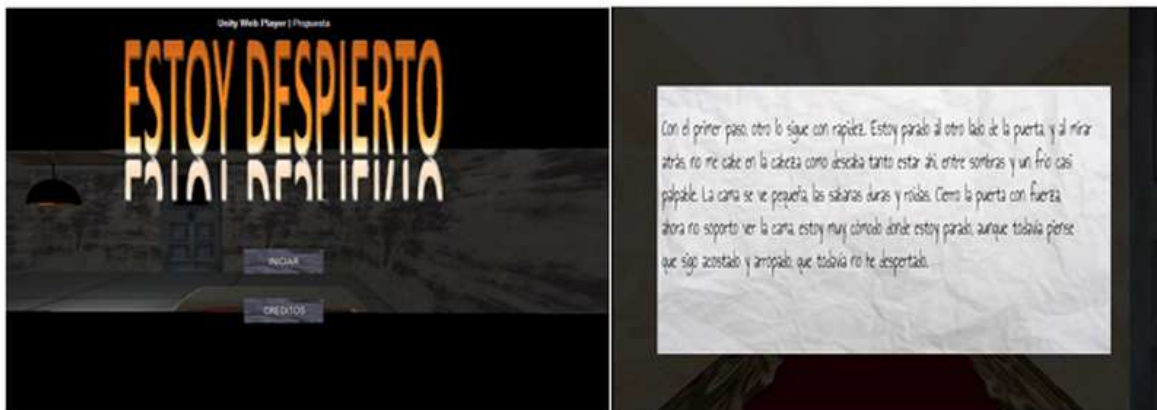 Unity Web Player | Propuesta
ESTOY DESPIERTO
INICIAR
CREDITOS
Con el primer paso, otro lo sigue con rapidez. Estoy parado al otro lado de la puerta, y al mirar
atrás, no me cabe en la cabeza como deseaba tanto estar ahí, entre sombras y un frío casi
palpable. La cama se ve pequeña, las sabanas duras y roídas. Cierro la puerta con fuerza,
ahora no soporto ver la cama, estoy muy cómodo donde estoy parado, aunque todavía piense
que sigo acostado y arropado, que todavía no he despertado.